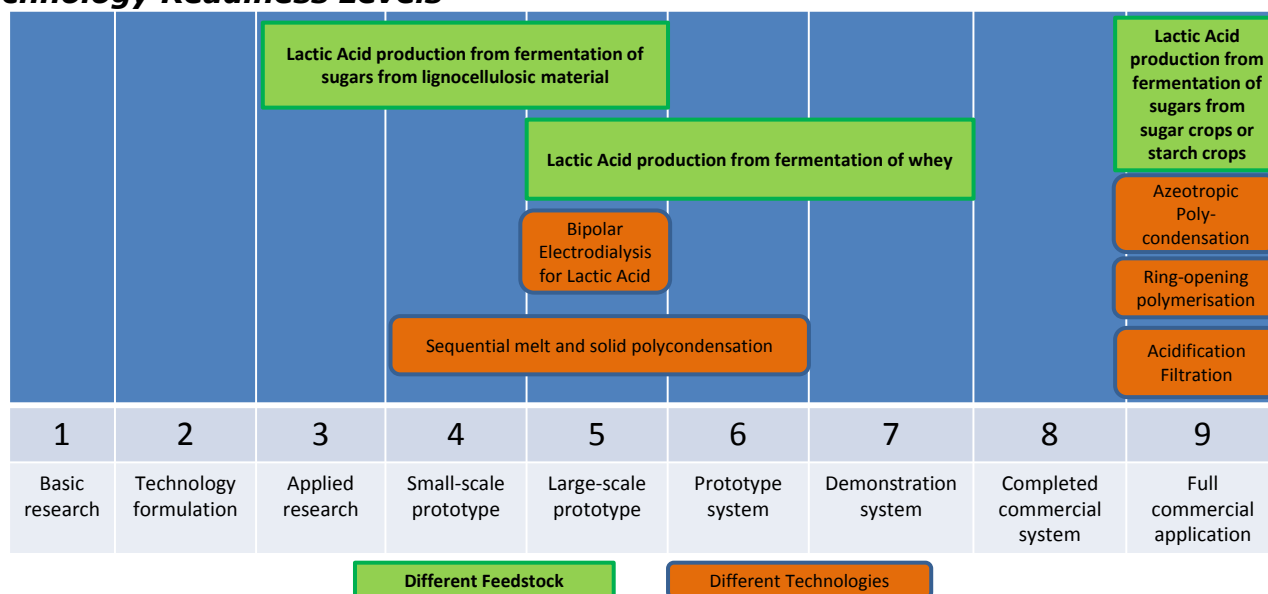 Readiness Levels
Lactic Acid production from fermentation of
sugars from lignocellulosic material
Lactic Acid
production from
fermentation of
sugars from
sugar crops or
starch crops
Lactic Acid production from fermentation of whey
Bipolar
Electrodialysis
for Lactic Acid
Azeotropic
Poly-
condensation
Ring-opening
polymerisation
Sequential melt and solid polycondensation
Acidification
Filtration
1 2 3 4 5 6 7 8 9
Basic
research
Technology
formulation
Applied
research
Small-scale
prototype
Large-scale
prototype
Prototype
system
Demonstration
system
Completed
commercial
system
Full
commercial
application
Different Feedstock
Different Technologies